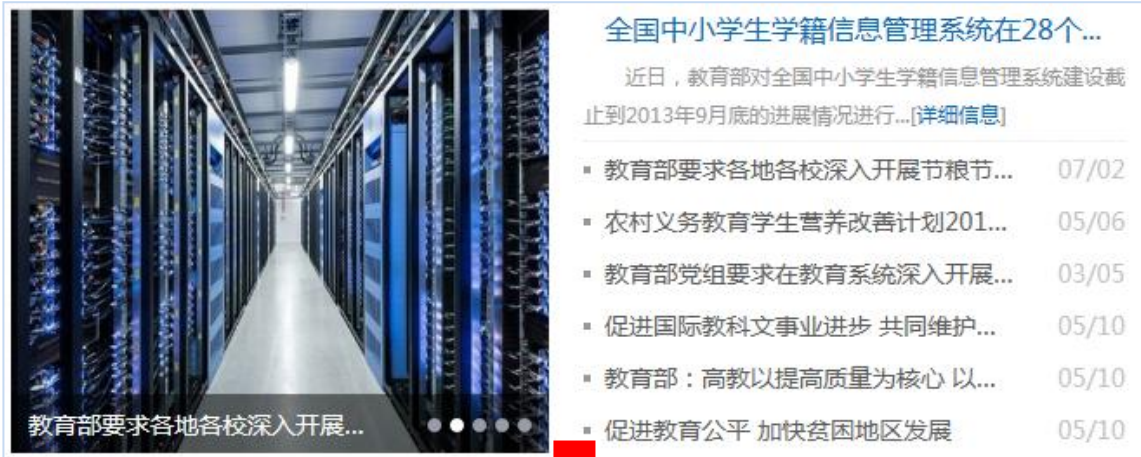 全国中小学生学籍信息管理系统在28个...
近日，教育部对全国中小学生学籍信息管理系统建设截
止到2013年9月底的进展情况进行...[详细信息]
教育部要求各地各校深入开展节粮节... 07/02
农村义务教育学生营养改善计划201... 05/06
教育部党组要求在教育系统深入开展... 03/05
促进国际教科文事业进步 共同维护... 05/10
教育部：高教以提高质量为核心 以... 05/10
促进教育公平 加快贫困地区发展 05/10
教育部要求各地各校深入开展...